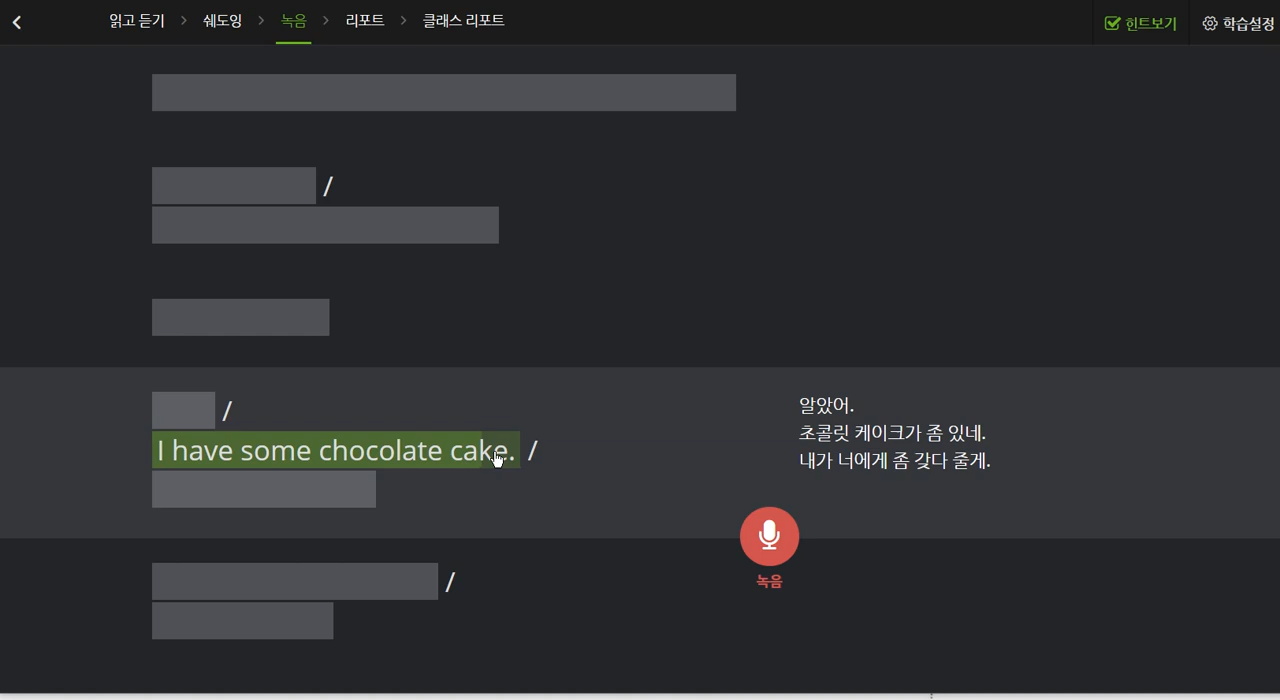 읽고 듣기 > 쉐도잉 > 녹음 > 리포트 > 클래스 리포트
힌트보기
학습설정
/
/
I have some chocolate cake. /
알았어.
초콜릿 케이크가 좀 있네.
내가 너에게 좀 갖다 줄게.
녹음
/